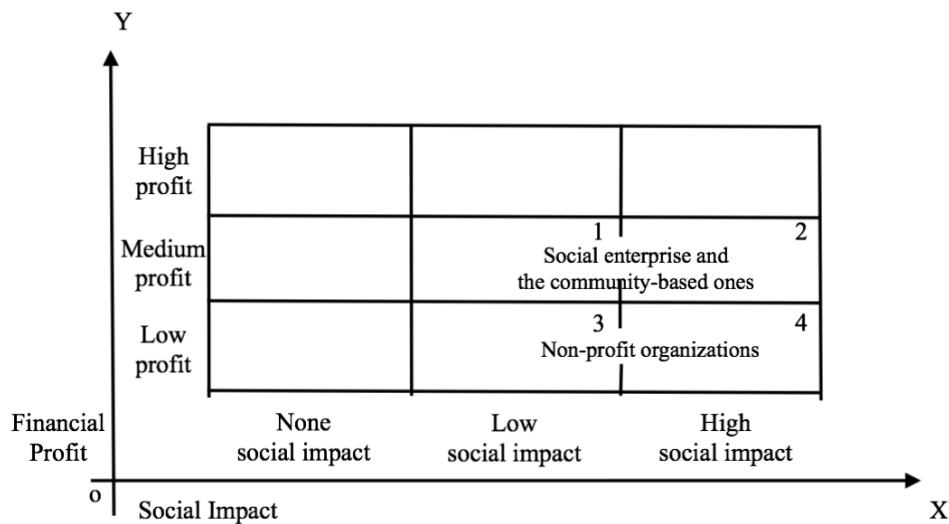 Y
High
profit
1
2
Medium
profit
Social enterprise and
the community-based ones
3
4
Low
profit
Non-profit organizations
Financial
Profit
None
social impact
Low
social impact
High
social impact
o
Social Impact
X